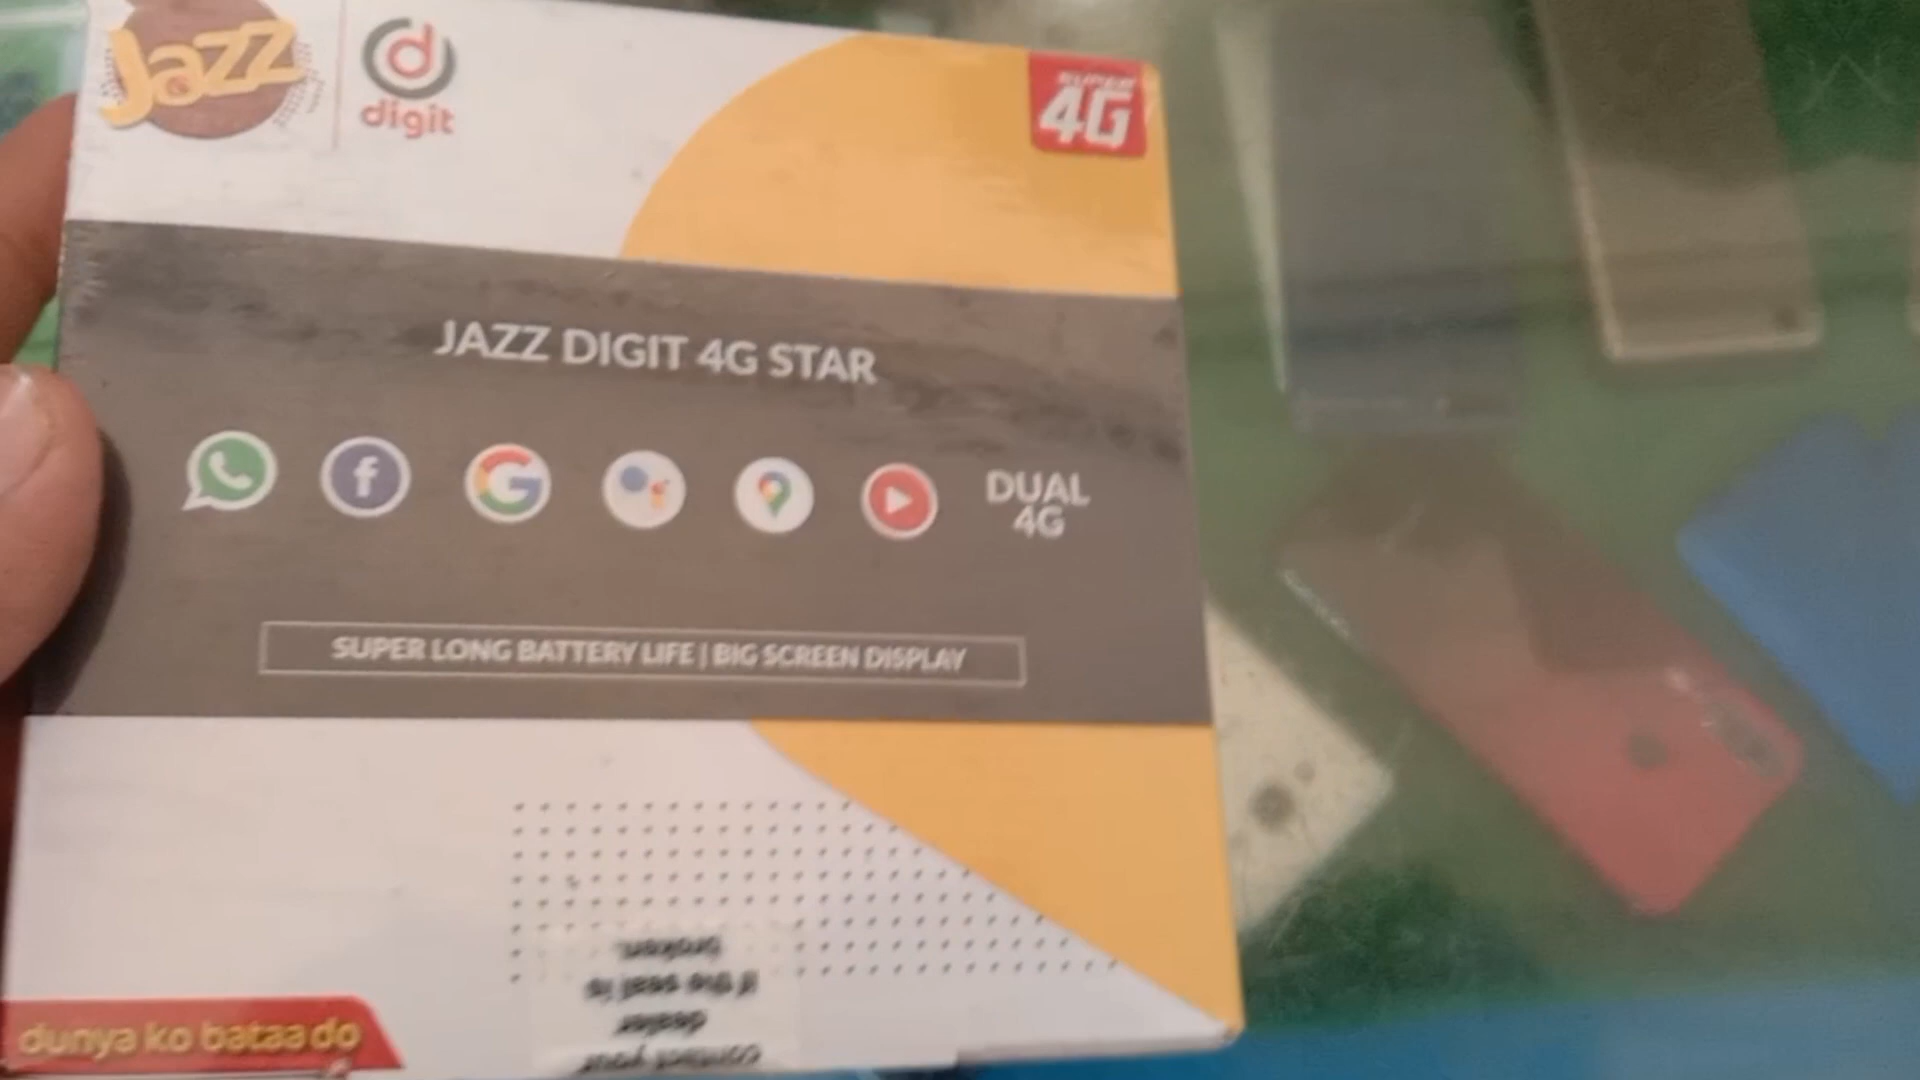 Jazz
digit
SUPER
4G
JAZZ DIGIT 4G STAR
DUAL
4G
SUPER LONG BATTERY LIFE | BIG SCREEN DISPLAY
contact your
dealer
if the seal is
broken.
dunya ko bataa do